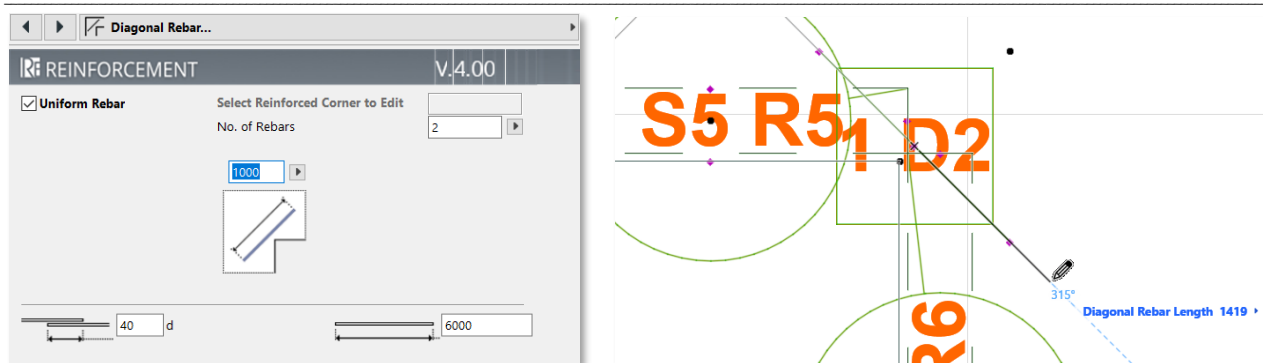 Diagonal Rebar...
REINFORCEMENT V.4.00
Uniform Rebar
Select Reinforced Corner to Edit
No. of Rebars 2
1000
40 d
6000
S5 R5 1 D2
R6
315°
Diagonal Rebar Length 1419